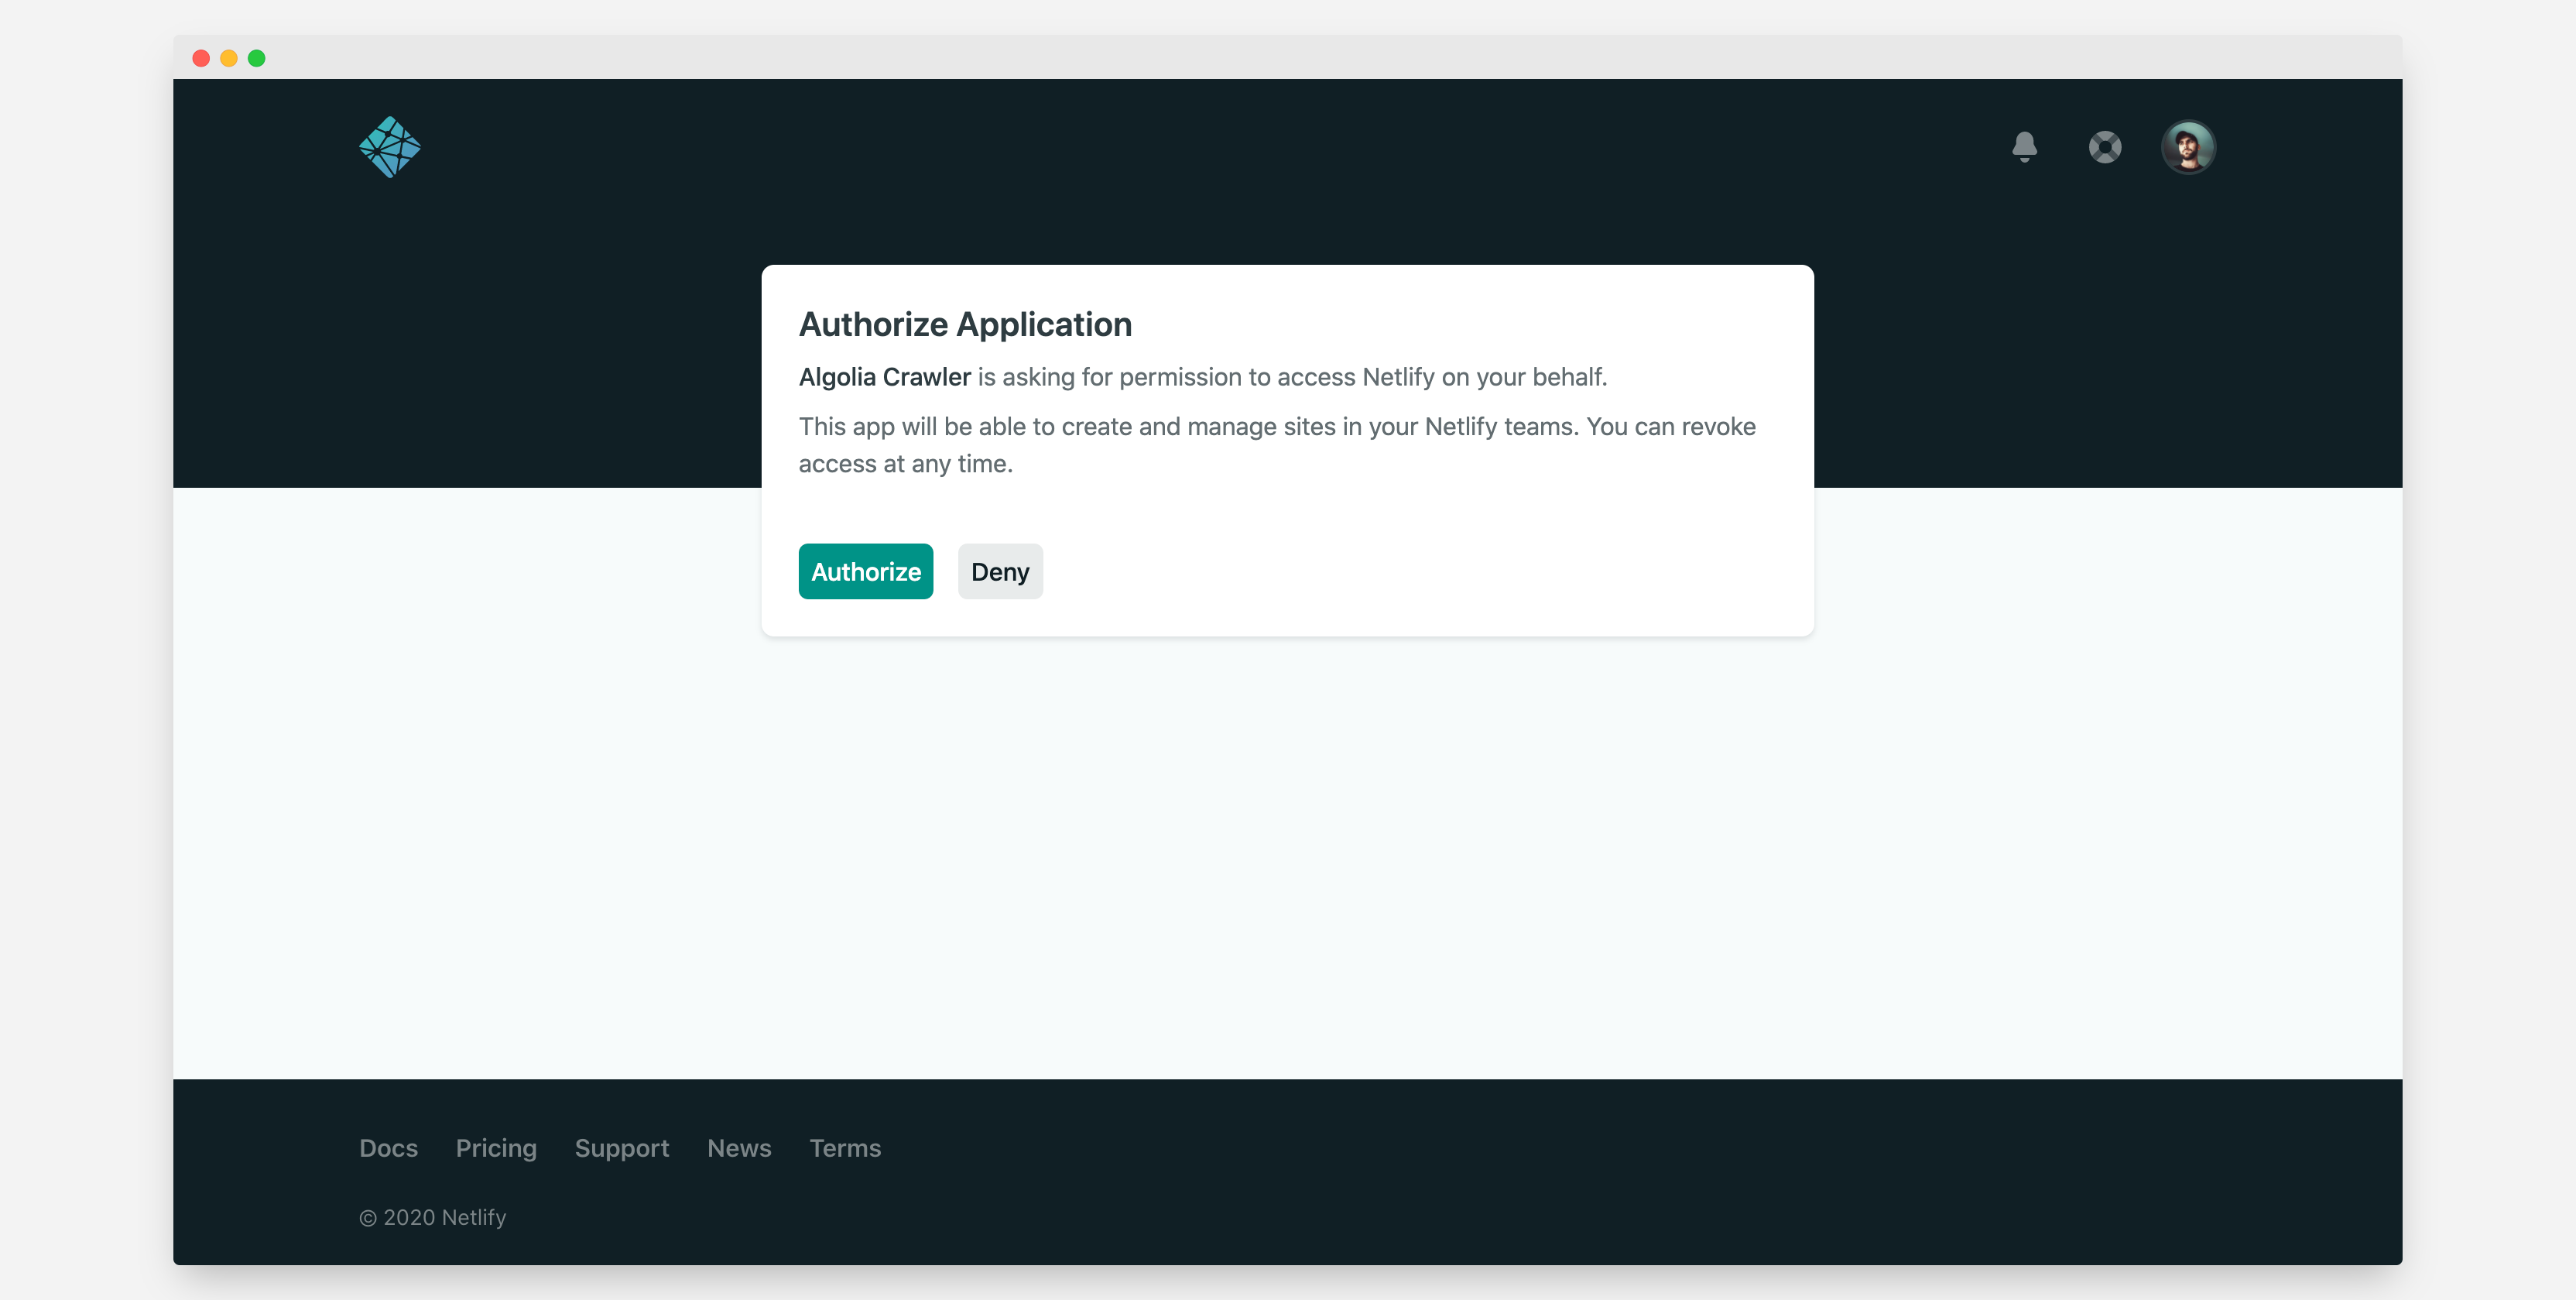 Authorize Application
Algolia Crawler is asking for permission to access Netlify on your behalf.
This app will be able to create and manage sites in your Netlify teams. You can revoke
access at any time.
Authorize Deny
Docs Pricing Support News Terms
© 2020 Netlify